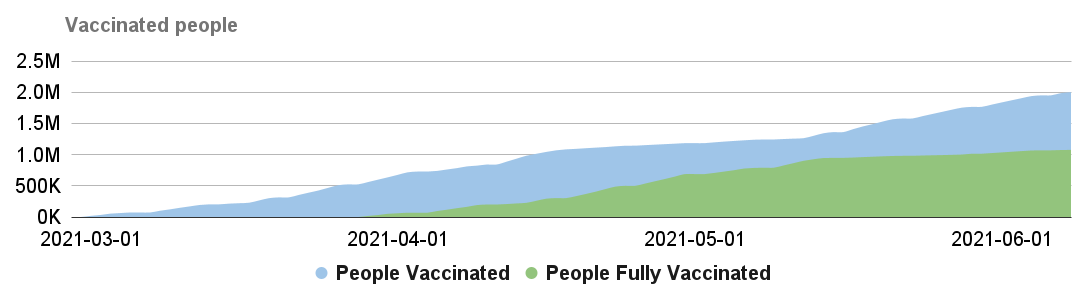 Vaccinated people
2.5M
2.0M
1.5M
1.0M
500K
0K
2021-03-01 2021-04-01 2021-05-01 2021-06-01
People Vaccinated People Fully Vaccinated